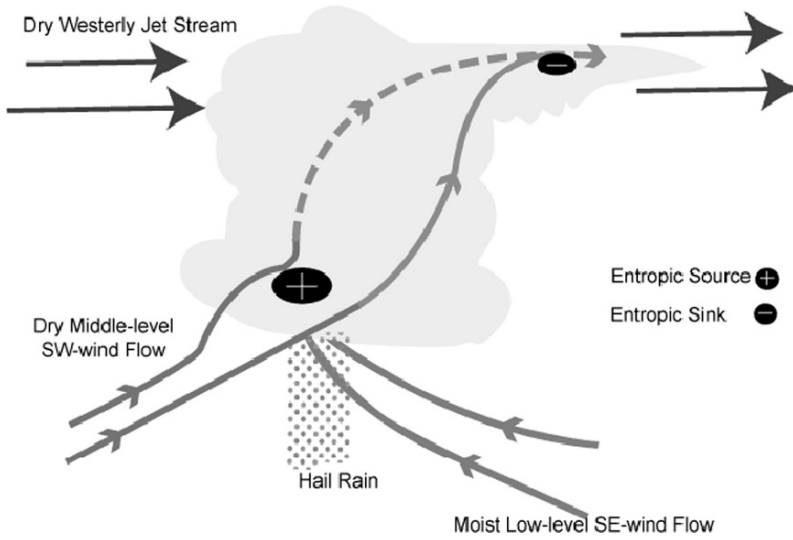 Dry Westerly Jet Stream
Entropic Source
Entropic Sink
Dry Middle-level
SW-wind Flow
Hail Rain
Moist Low-level SE-wind Flow